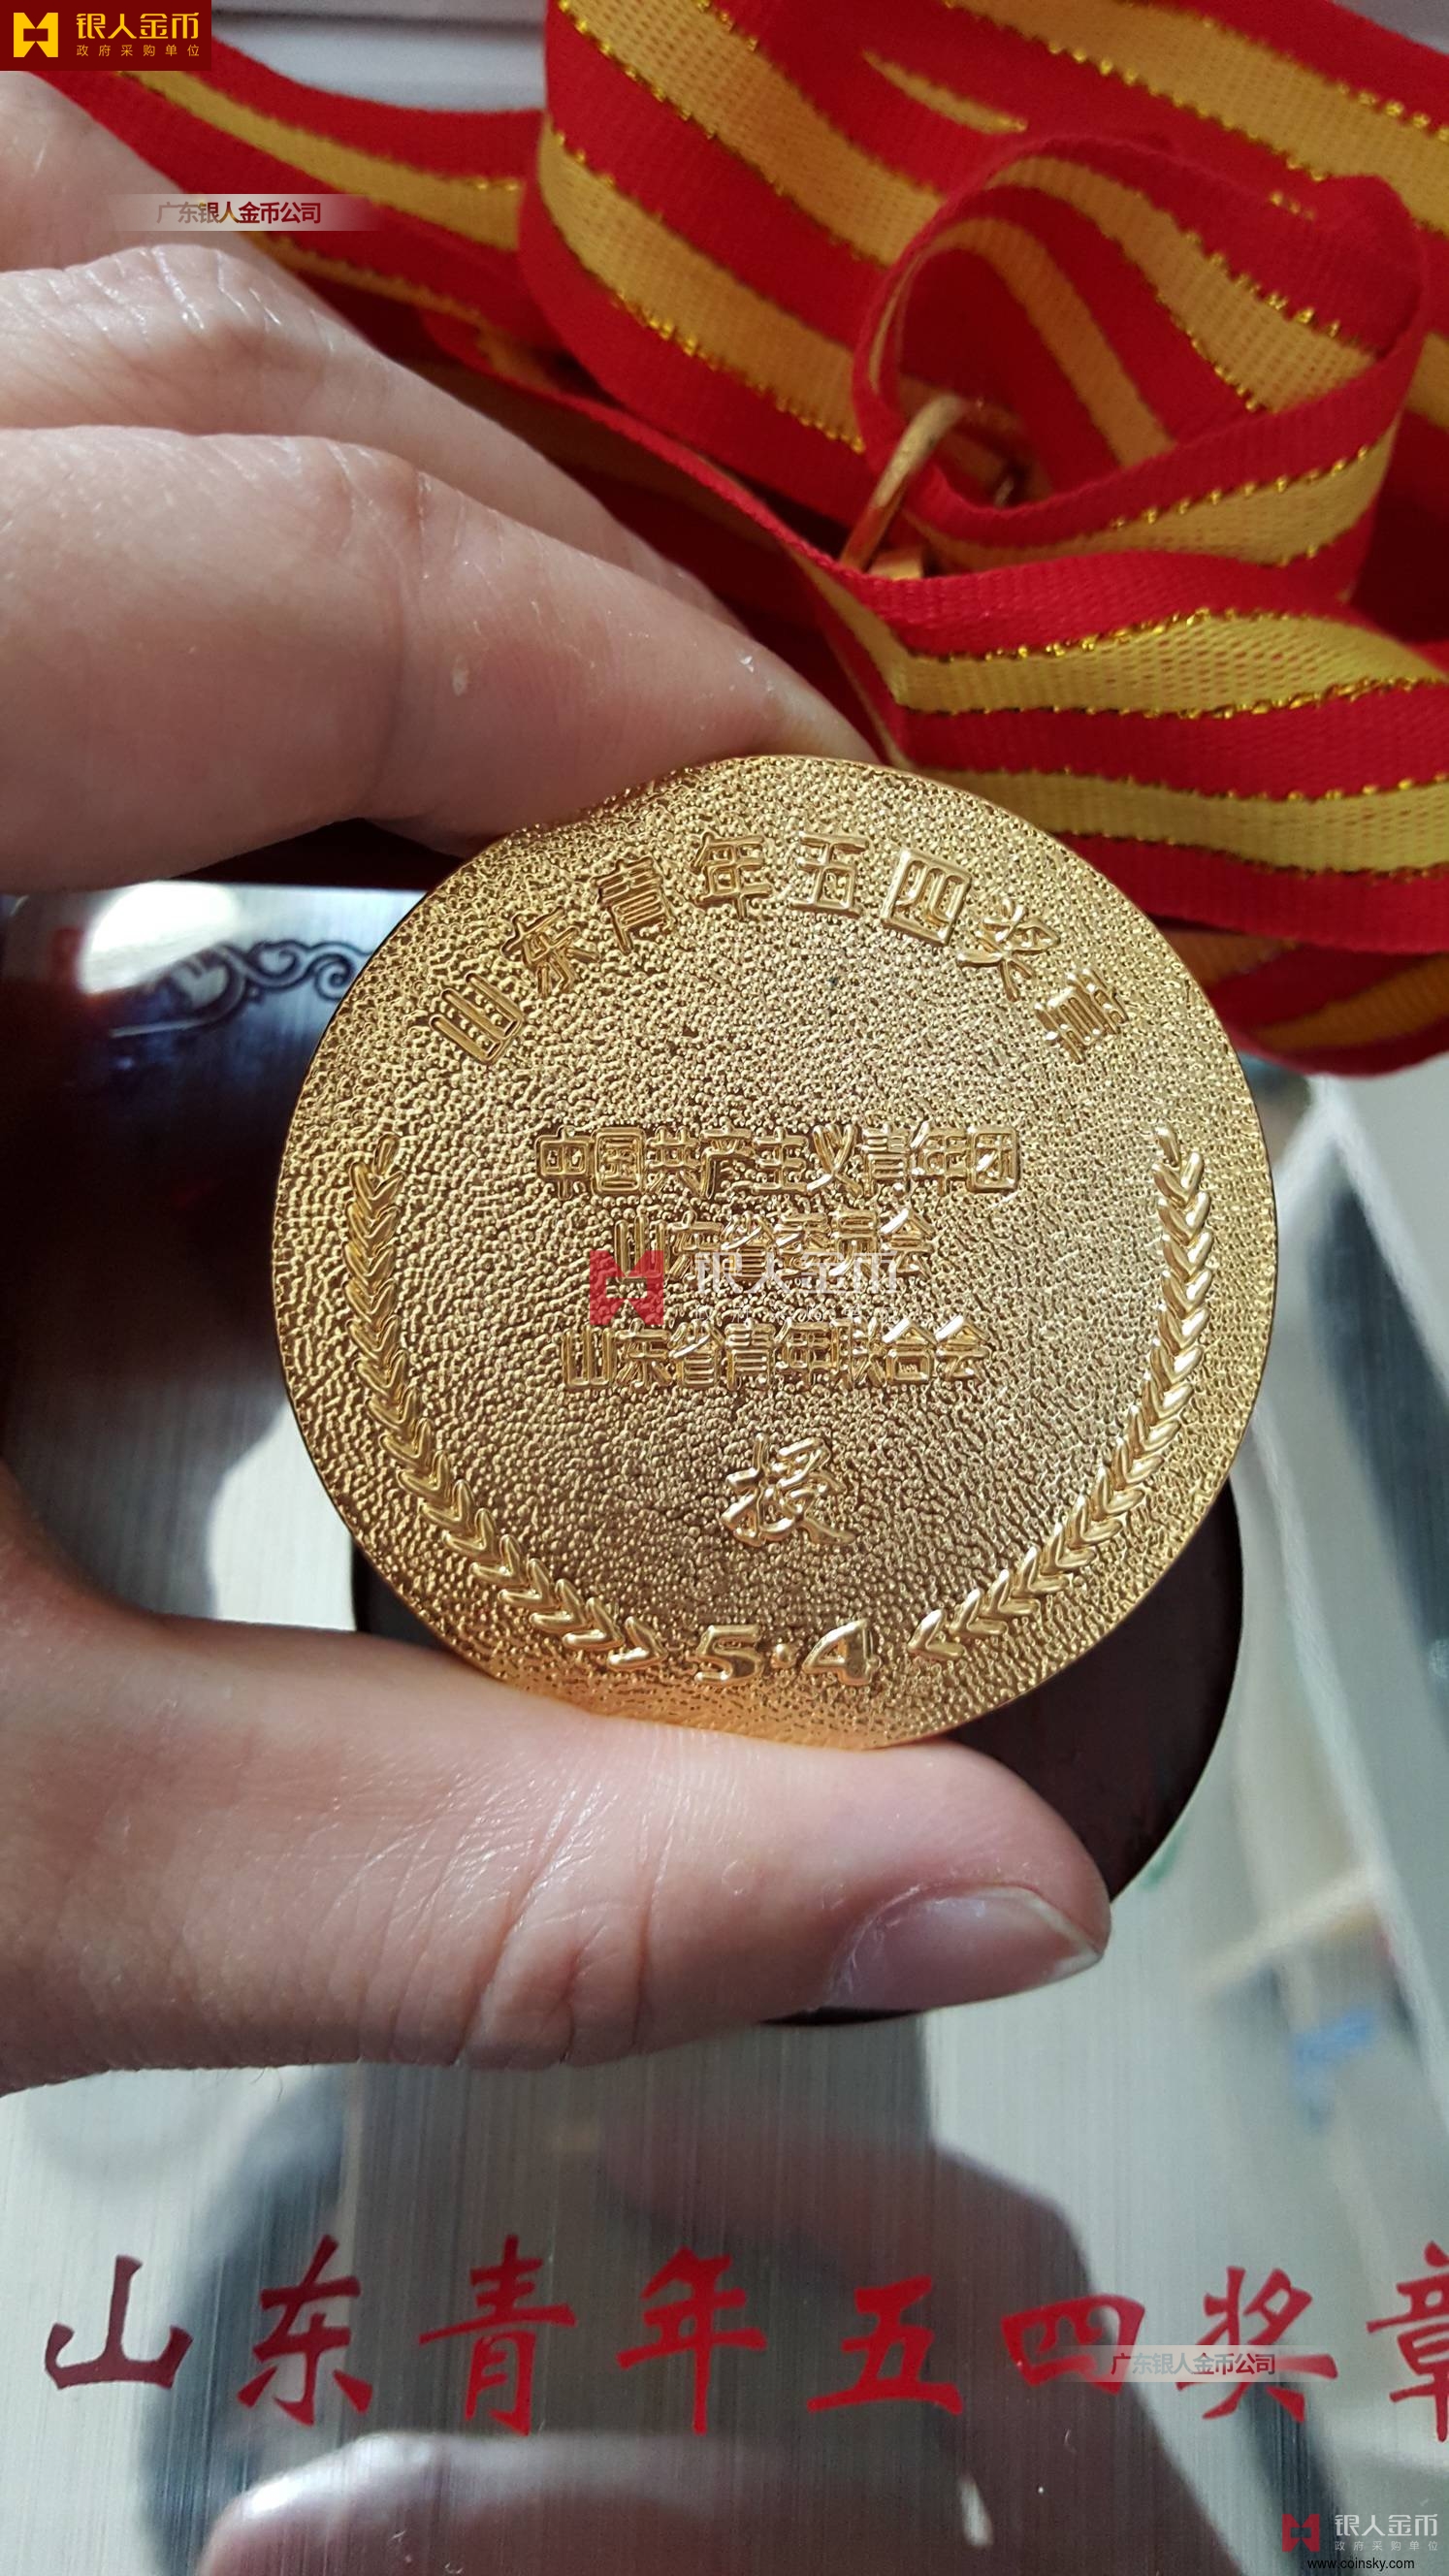 银人金币
政府采购单位
广东银人金币公司
山东青年五四奖章
中国共产主义青年团
山东省委员会
银人金币
山东省青年联合会
授
5·4
山东青年五四奖章
广东银人金币公司
银人金币
政府采购单位
www.coinsky.com